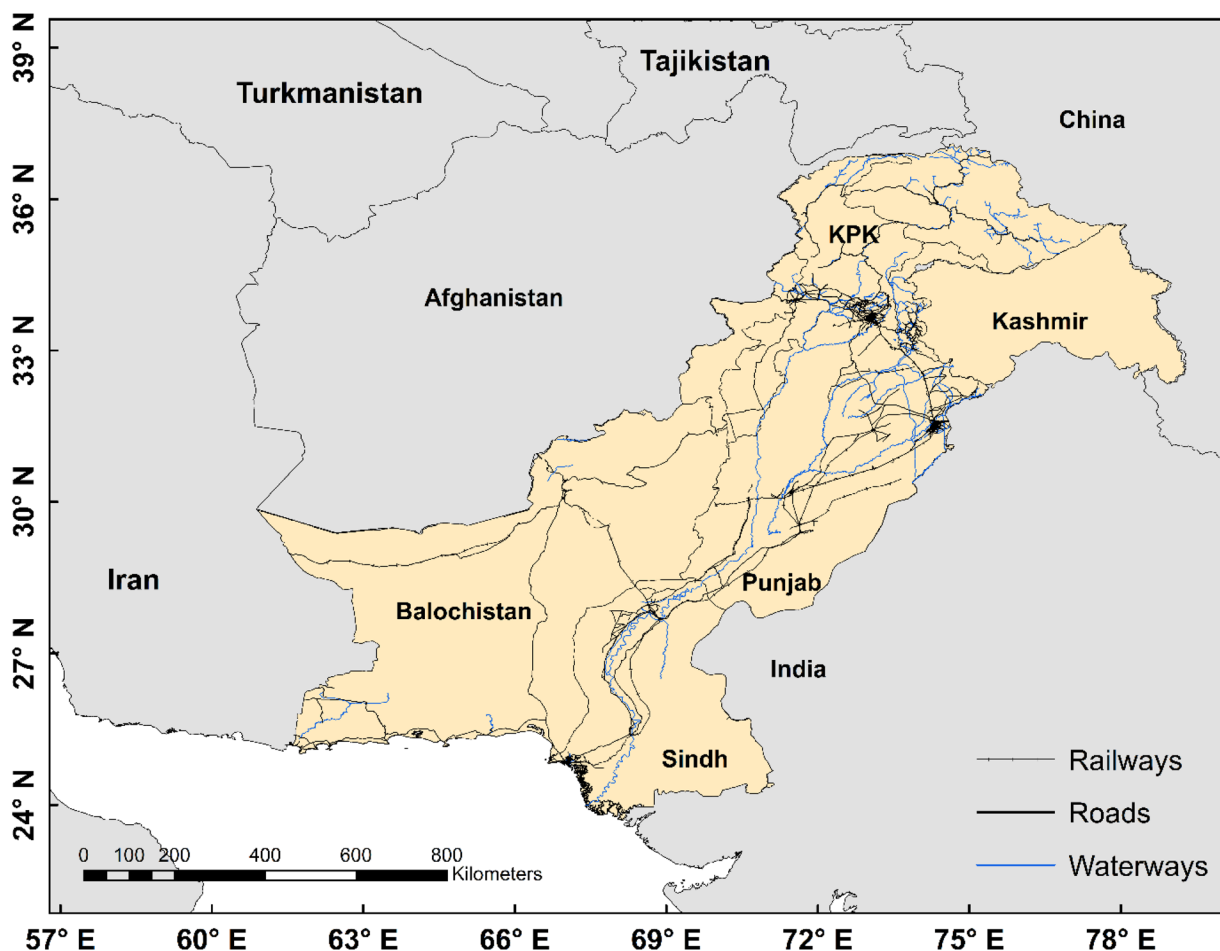 39° N
36° N
33° N
30° N
27° N
24° N
Turkmanistan
Tajikistan
China
KPK
Afghanistan
Kashmir
Iran
Balochistan
Punjab
India
Sindh
Railways
Roads
Waterways
0 100 200 400 600 800
Kilometers
57° E 60° E 63° E 66° E 69° E 72° E 75° E 78° E